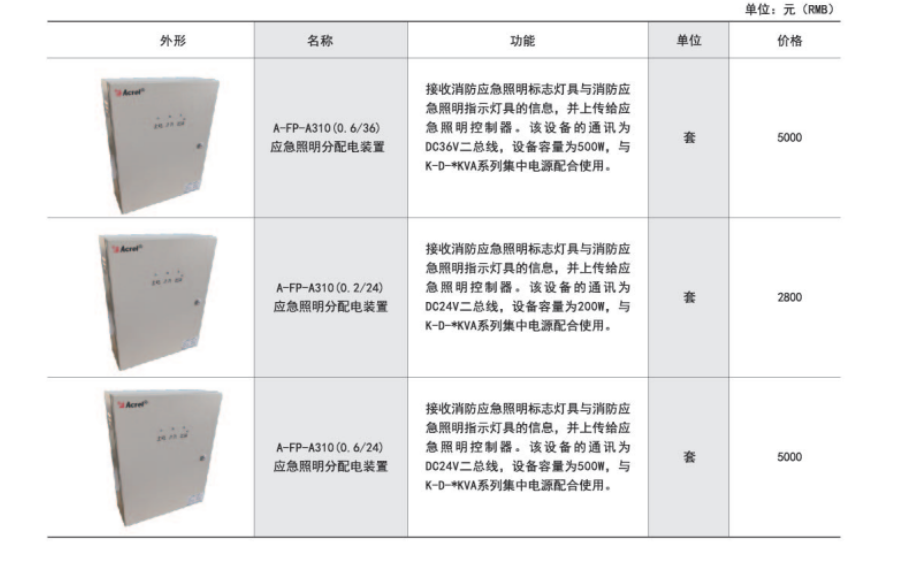 单位：元（RMB）
外形 名称 功能 单位 价格
Acrel
A-FP-A310(0.6/36)
应急照明分配电装置
接收消防应急照明标志灯具与消防应
急照明指示灯具的信息，并上传给应
急照明控制器。该设备的通讯为
DC36V二总线，设备容量为500W，与
K-D-*KVA系列集中电源配合使用。
套
5000
Acrel
A-FP-A310(0.2/24)
应急照明分配电装置
接收消防应急照明标志灯具与消防应
急照明指示灯具的信息，并上传给应
急照明控制器。该设备的通讯为
DC24V二总线，设备容量为200W，与
K-D-*KVA系列集中电源配合使用。
套
2800
Acrel
A-FP-A310(0.6/24)
应急照明分配电装置
接收消防应急照明标志灯具与消防应
急照明指示灯具的信息，并上传给应
急照明控制器。该设备的通讯为
DC24V二总线，设备容量为500W，与
K-D-*KVA系列集中电源配合使用。
套
5000